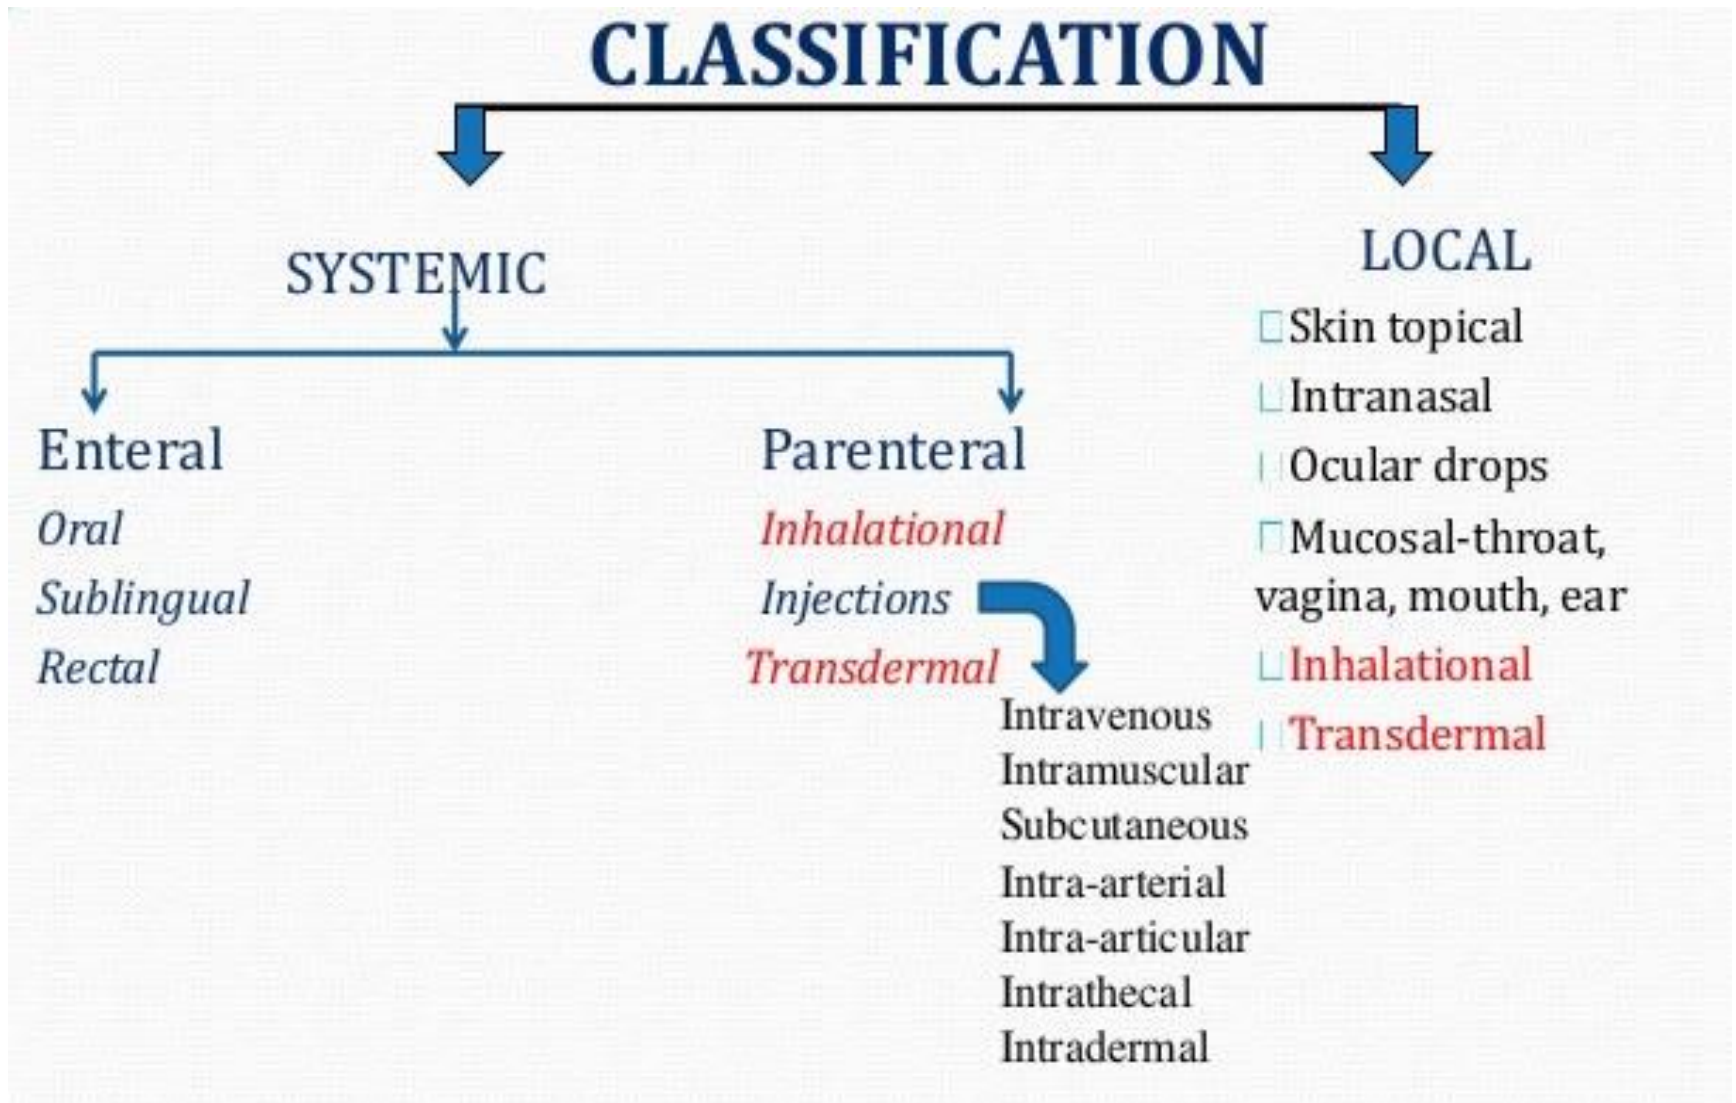 CLASSIFICATION
SYSTEMIC
Enteral
Oral
Sublingual
Rectal
Parenteral
Inhalational
Injections
Transdermal
Intravenous
Intramuscular
Subcutaneous
Intra-arterial
Intra-articular
Intrathecal
Intradermal
LOCAL
Skin topical
Intranasal
Ocular drops
Mucosal-throat,
vagina, mouth, ear
Inhalational
Transdermal